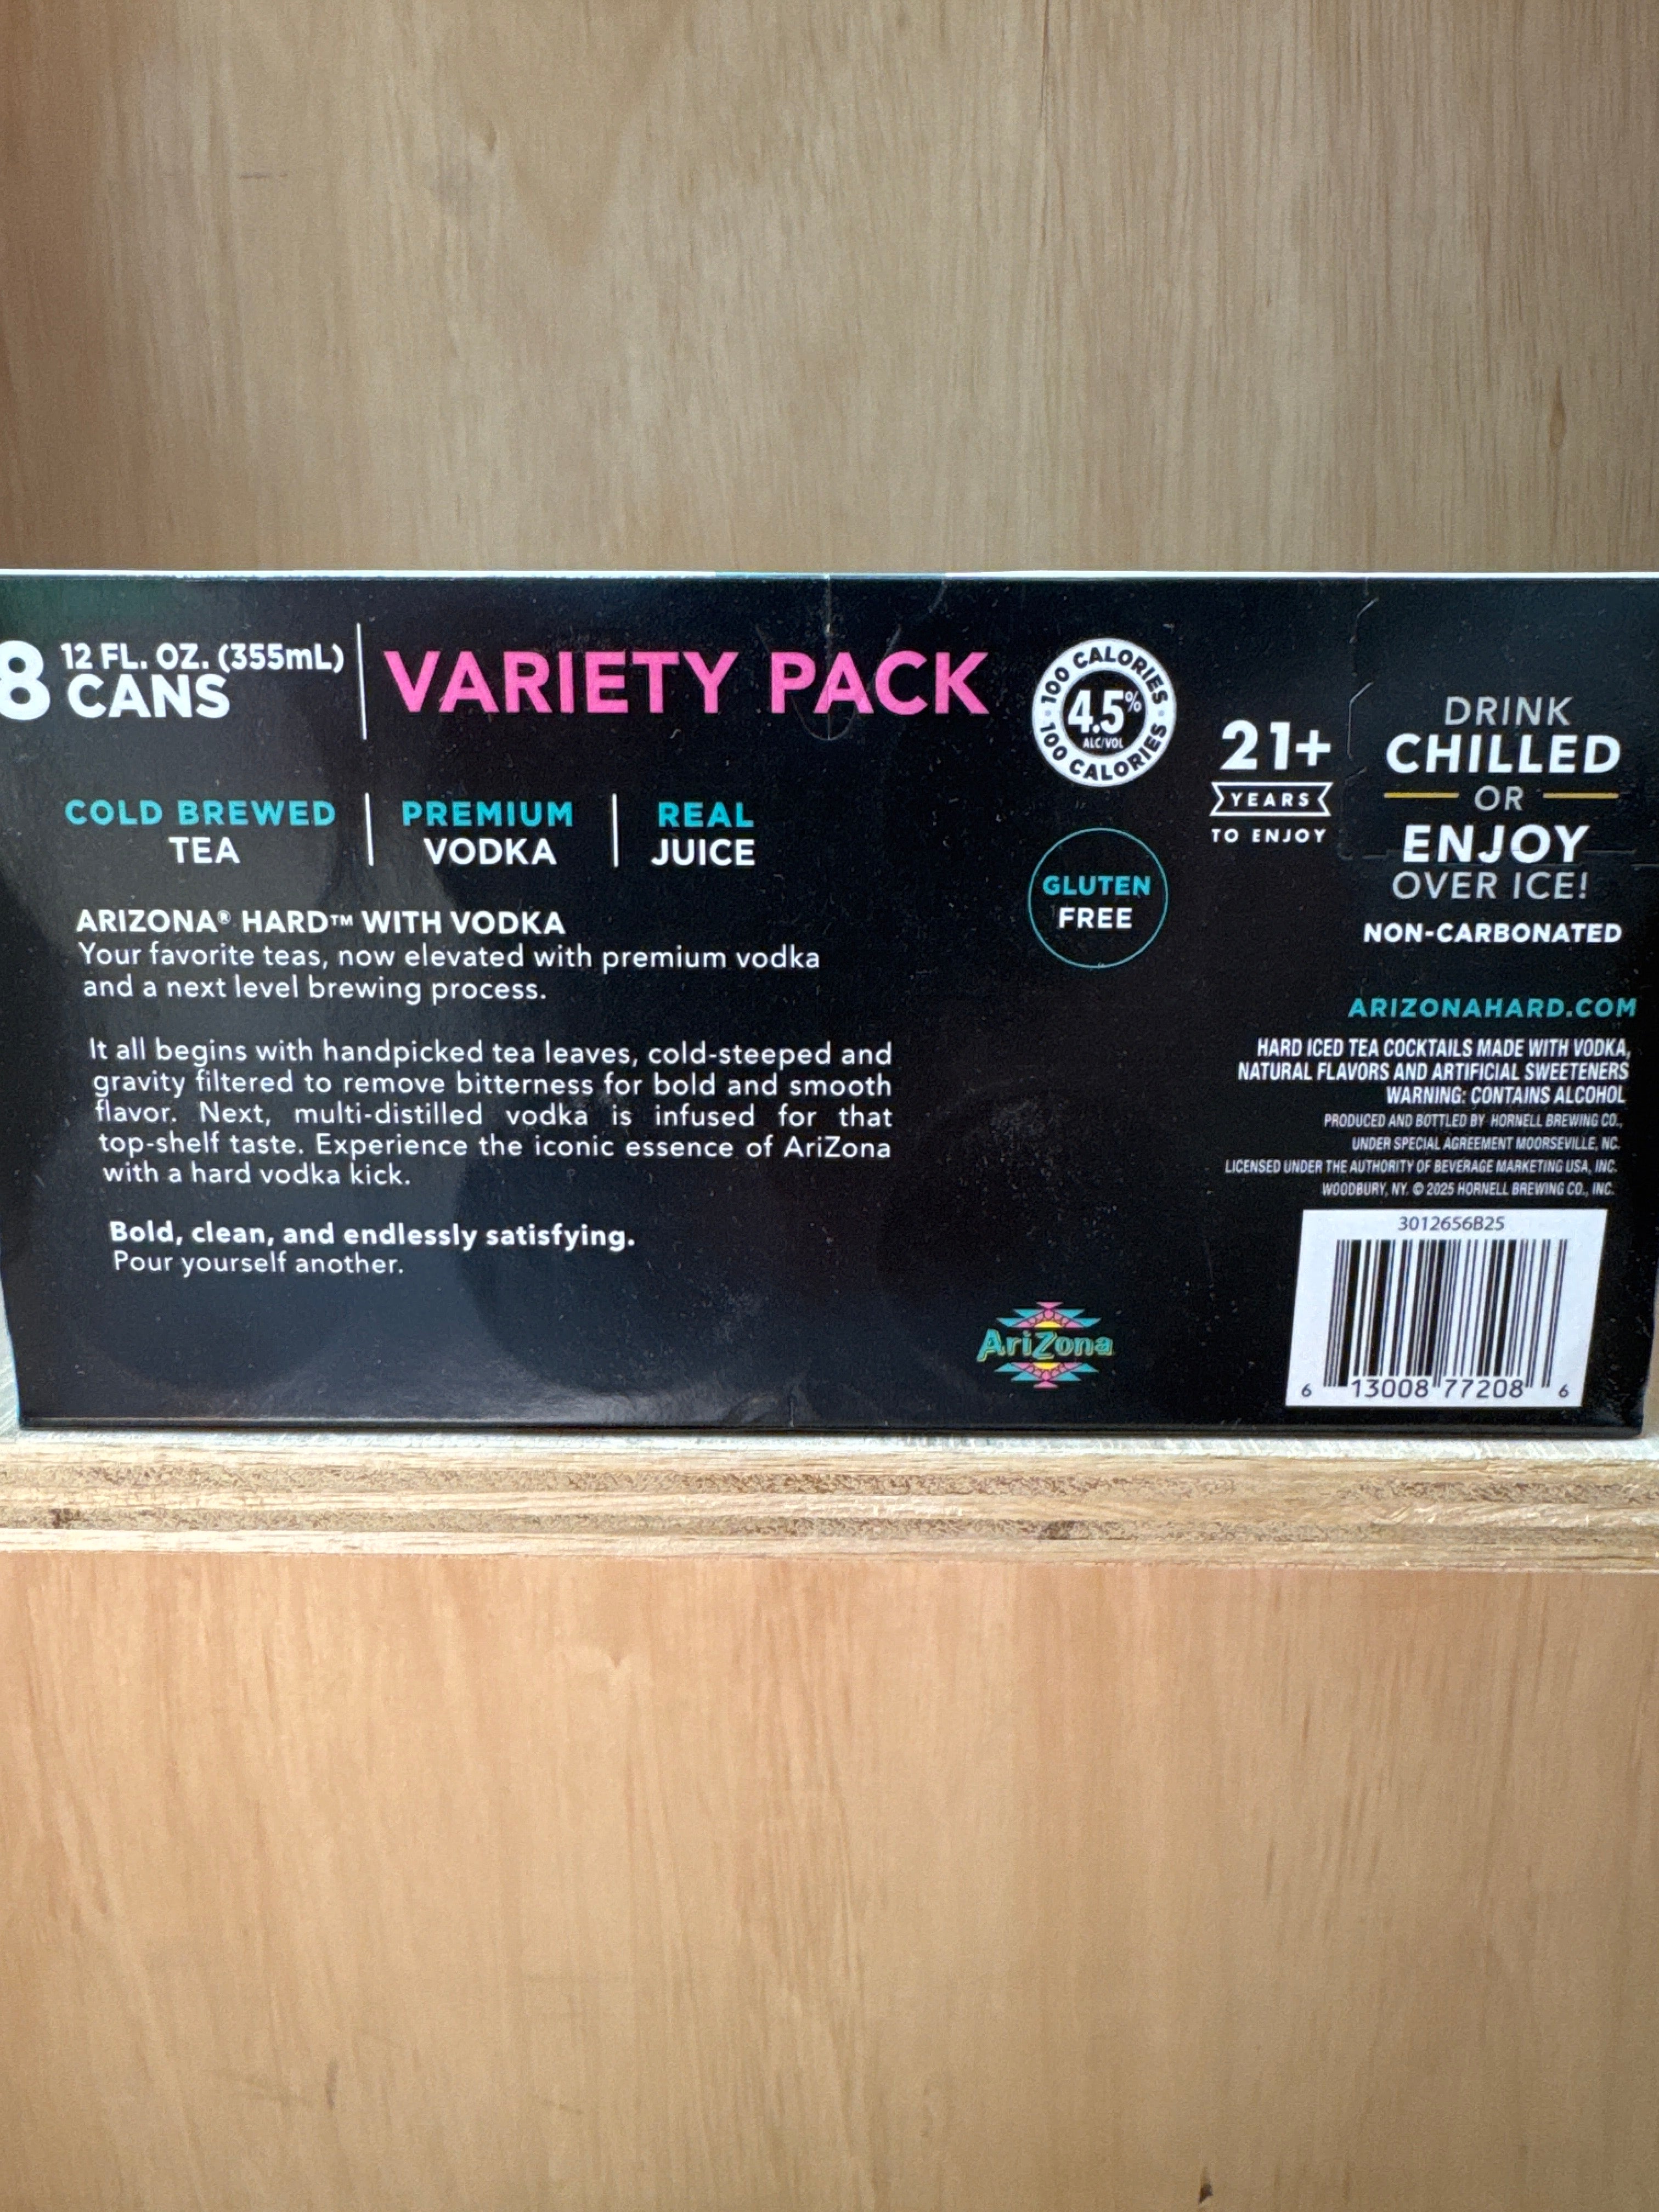 8 12 FL. OZ. (355mL)
CANS
VARIETY PACK
100 CALORIES · 100 CALORIES ·
4.5%
ALC/VOL
21+
YEARS
TO ENJOY
DRINK
CHILLED
OR
ENJOY
OVER ICE!
NON-CARBONATED
COLD BREWED
TEA
PREMIUM
VODKA
REAL
JUICE
GLUTEN
FREE
ARIZONA® HARD™ WITH VODKA
Your favorite teas, now elevated with premium vodka
and a next level brewing process.
It all begins with handpicked tea leaves, cold-steeped and
gravity filtered to remove bitterness for bold and smooth
flavor. Next, multi-distilled vodka is infused for that
top-shelf taste. Experience the iconic essence of AriZona
with a hard vodka kick.
Bold, clean, and endlessly satisfying.
Pour yourself another.
ARIZONAHARD.COM
HARD ICED TEA COCKTAILS MADE WITH VODKA,
NATURAL FLAVORS AND ARTIFICIAL SWEETENERS
WARNING: CONTAINS ALCOHOL
PRODUCED AND BOTTLED BY HORNELL BREWING CO.,
UNDER SPECIAL AGREEMENT MOORSEVILLE, NC.
LICENSED UNDER THE AUTHORITY OF BEVERAGE MARKETING USA, INC.
WOODBURY, NY. © 2025 HORNELL BREWING CO., INC.
AriZona
3012656B25
6 13008 77208 6